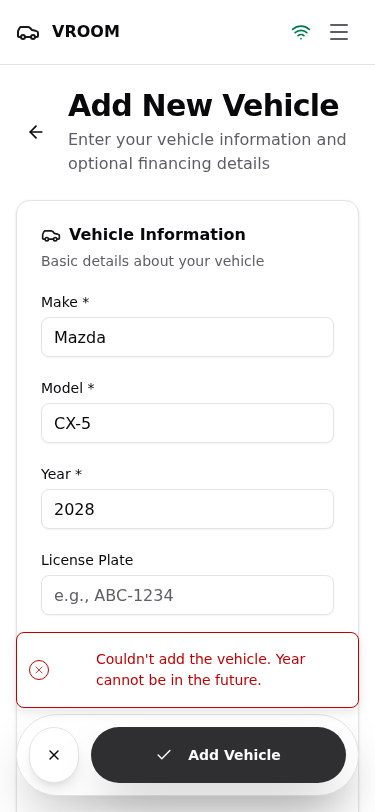 VROOM
Add New Vehicle
Enter your vehicle information and
optional financing details
Vehicle Information
Basic details about your vehicle
Make *
Mazda
Model *
CX-5
Year *
2028
License Plate
e.g., ABC-1234
Couldn't add the vehicle. Year
cannot be in the future.
Add Vehicle